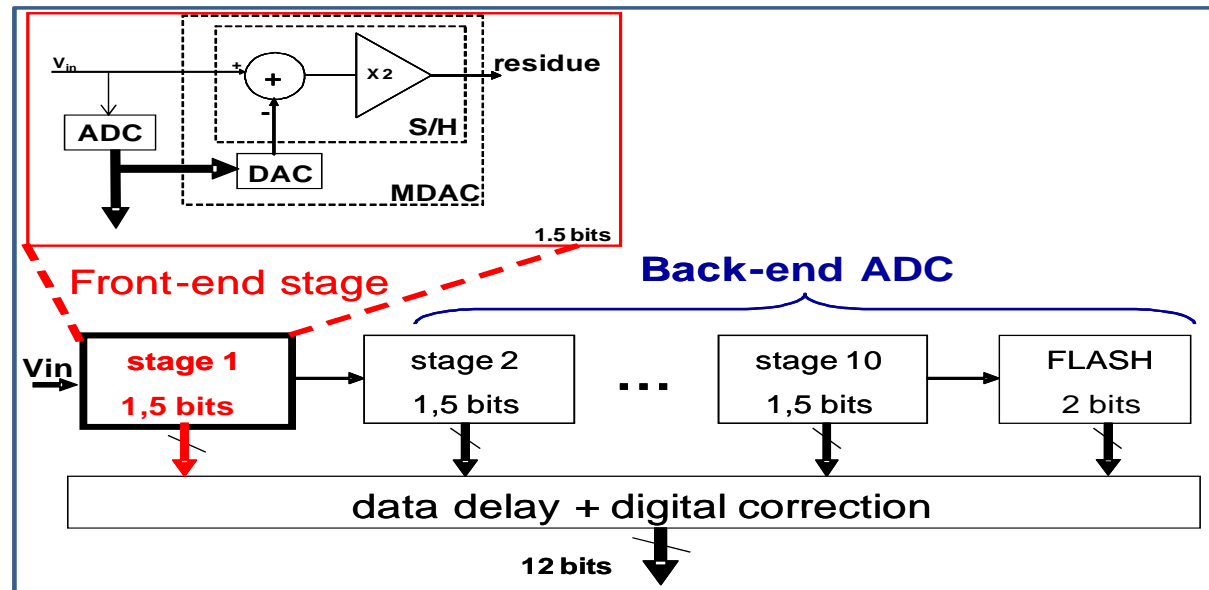 Vin
+
+
-
X 2
residue
S/H
ADC
DAC
MDAC
1.5 bits
Front-end stage
Back-end ADC
Vin
stage 1
1,5 bits
stage 2
1,5 bits
...
stage 10
1,5 bits
FLASH
2 bits
data delay + digital correction
12 bits